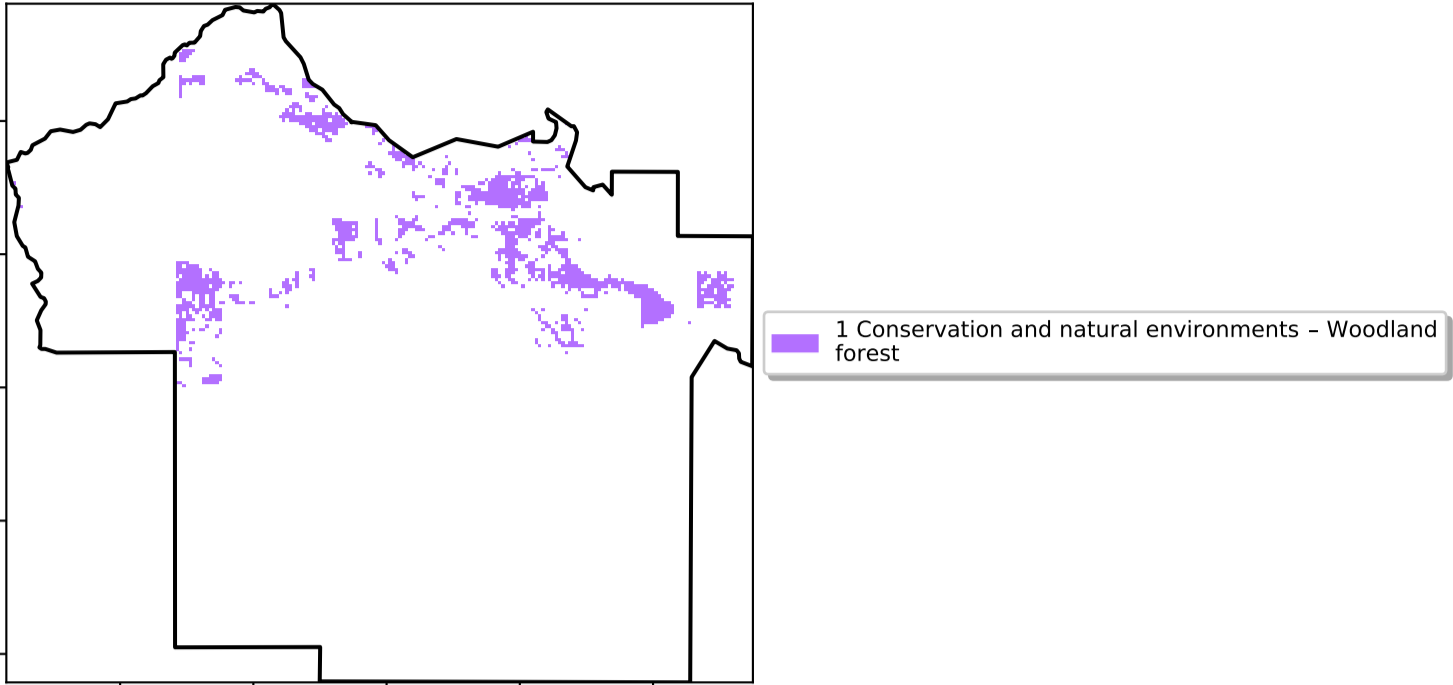 1 Conservation and natural environments – Woodland
forest